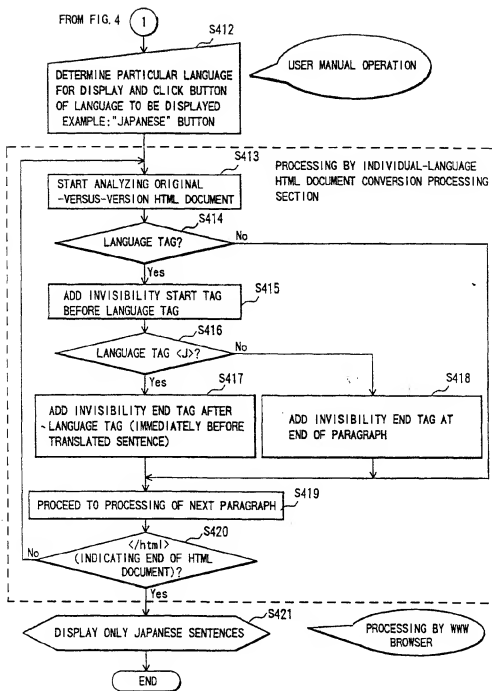 FROM FIG.4
1
S412
DETERMINE PARTICULAR LANGUAGE
FOR DISPLAY AND CLICK BUTTON
OF LANGUAGE TO BE DISPLAYED
EXAMPLE:"JAPANESE" BUTTON
USER MANUAL OPERATION
S413
PROCESSING BY INDIVIDUAL-LANGUAGE
HTML DOCUMENT CONVERSION PROCESSING
SECTION
START ANALYZING ORIGINAL
-VERSUS-VERSION HTML DOCUMENT
S414
LANGUAGE TAG?
No
Yes
S415
ADD INVISIBILITY START TAG
BEFORE LANGUAGE TAG
S416
LANGUAGE TAG <J>?
No
Yes
S417
S418
ADD INVISIBILITY END TAG AFTER
LANGUAGE TAG (IMMEDIATELY BEFORE
TRANSLATED SENTENCE)
ADD INVISIBILITY END TAG AT
END OF PARAGRAPH
S419
PROCEED TO PROCESSING OF NEXT PARAGRAPH
S420
No
</html>
(INDICATING END OF HTML
DOCUMENT)?
Yes
S421
DISPLAY ONLY JAPANESE SENTENCES
PROCESSING BY WWW
BROWSER
END